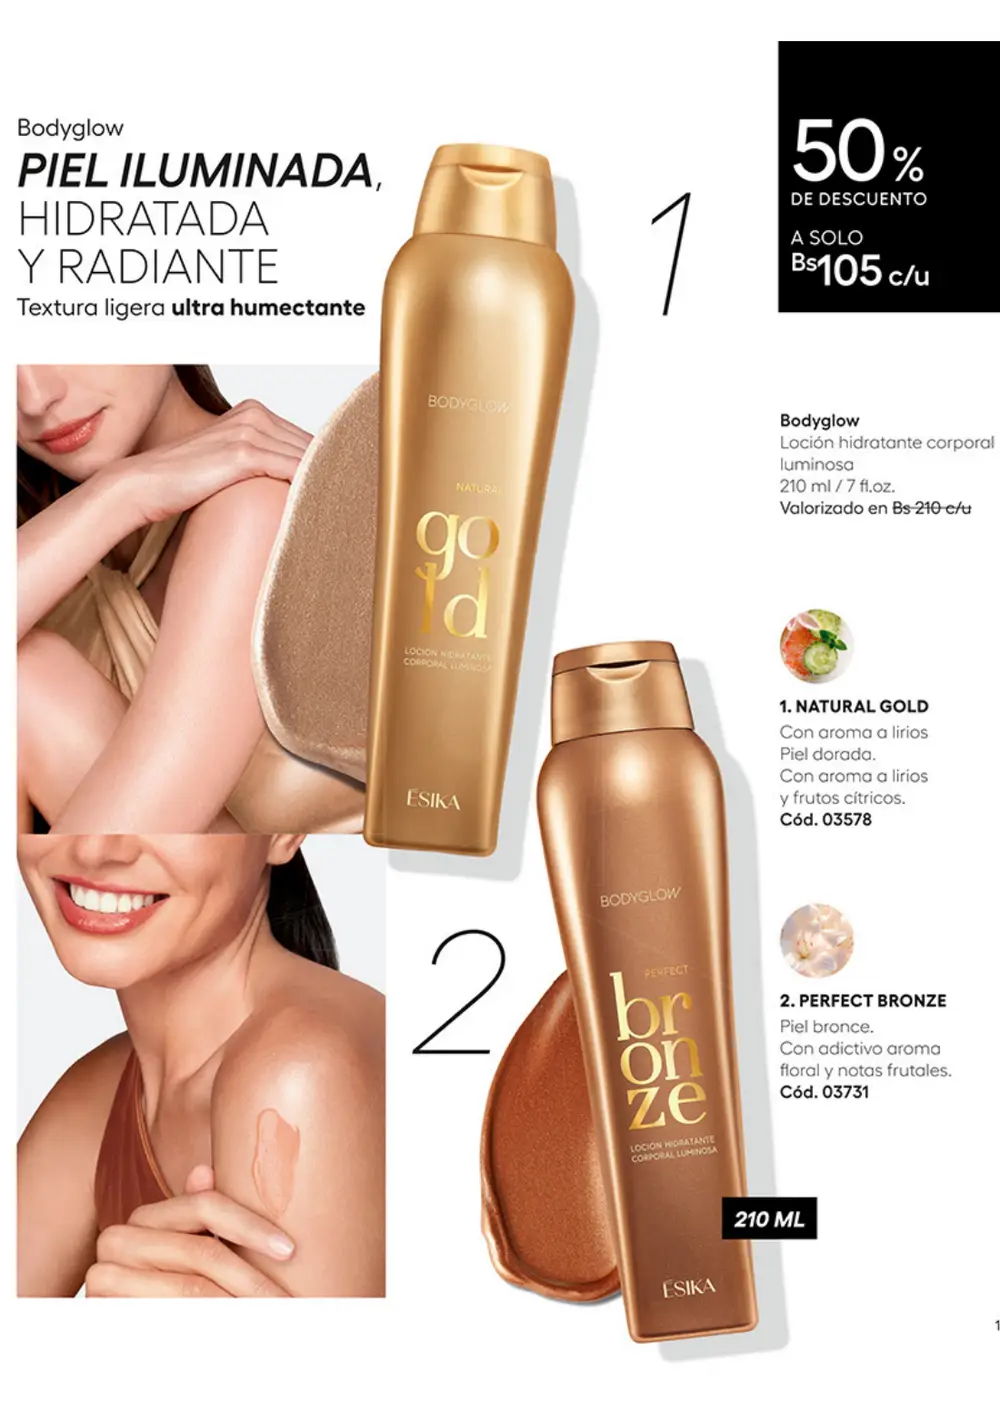 Bodyglow
PIEL ILUMINADA,
HIDRATADA
Y RADIANTE
Textura ligera ultra humectante
1
50%
DE DESCUENTO
A SOLO
Bs105 c/u
BODYGLOW
NATURAL
go
ld
LOCIÓN HIDRATANTE
CORPORAL LUMINOSA
ÉSIKA
Bodyglow
Loción hidratante corporal
luminosa
210 ml / 7 fl.oz.
Valorizado en Bs 210 c/u
1. NATURAL GOLD
Con aroma a lirios
Piel dorada.
Con aroma a lirios
y frutos cítricos.
Cód. 03578
2
BODYGLOW
PERFECT
br
on
ze
LOCIÓN HIDRATANTE
CORPORAL LUMINOSA
ÉSIKA
210 ML
2. PERFECT BRONZE
Piel bronce.
Con adictivo aroma
floral y notas frutales.
Cód. 03731
1